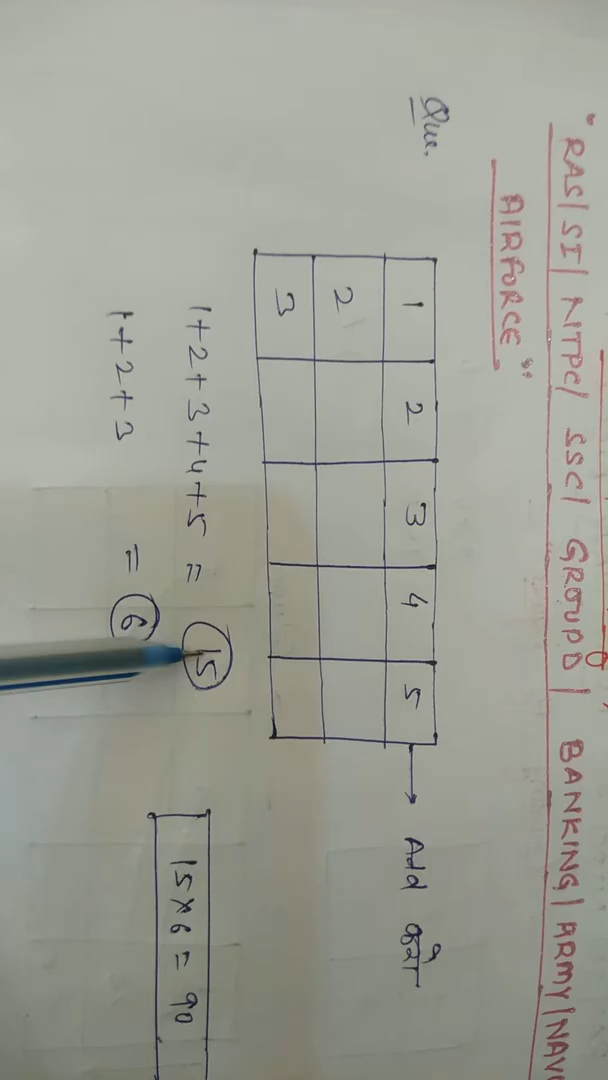 "RAS/SI/NTPC/SSC/GROUPD/BANKING/ARMY/NAVY
AIRFORCE"
Que.
1 2 3 4 5 → Add करेंगे
2
3
1+2+3+4+5 = 15
1+2+3 = 6
15×6=90